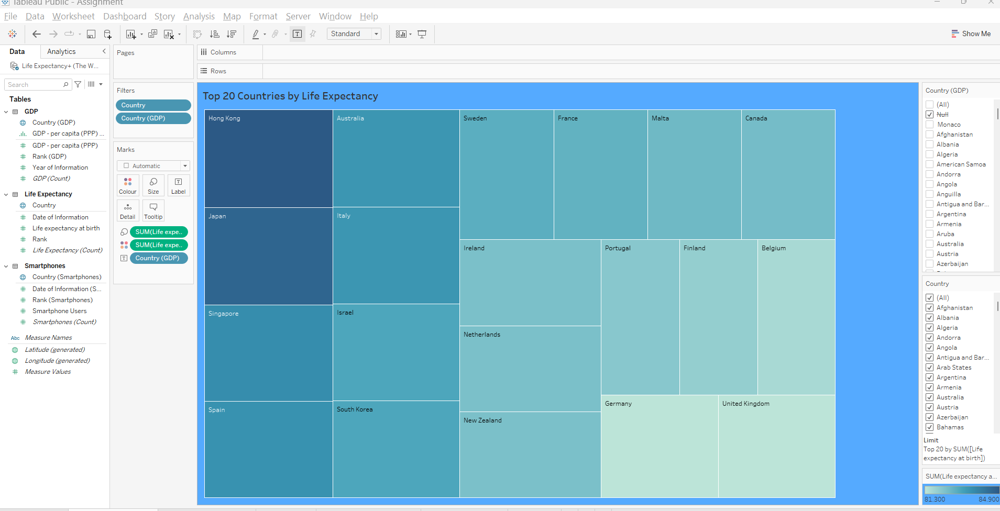 Tableau Public - Assignment
File Data Worksheet Dashboard Story Analysis Map Format Server Window Help
Standard
Show Me
Data Analytics
Life Expectancy+ (The W...
Search
Tables
GDP
Country (GDP)
GDP - per capita (PPP) ...
GDP - per capita (PPP)
Rank (GDP)
Year of Information
GDP (Count)
Life Expectancy
Country
Date of Information
Life expectancy at birth
Rank
Life Expectancy (Count)
Smartphones
Country (Smartphones)
Date of Information (S...
Rank (Smartphones)
Smartphone Users
Smartphones (Count)
Abc Measure Names
Latitude (generated)
Longitude (generated)
Measure Values
Pages
Filters
Country
Country (GDP)
Marks
Automatic
Colour Size Label
Detail Tooltip
SUM(Life expe..
SUM(Life expe..
Country (GDP)
Columns
Rows
Top 20 Countries by Life Expectancy
Hong Kong
Japan
Singapore
Spain
Australia
Italy
Israel
South Korea
Sweden
France
Malta
Canada
Ireland
Netherlands
New Zealand
Portugal
Finland
Belgium
Germany
United Kingdom
Country (GDP)
(All)
Null
Monaco
Afghanistan
Albania
Algeria
American Samoa
Andorra
Angola
Anguilla
Antigua and Bar...
Argentina
Armenia
Aruba
Australia
Austria
Azerbaijan
Country
(All)
Afghanistan
Albania
Algeria
Andorra
Angola
Antigua and Bar...
Arab States
Argentina
Armenia
Australia
Austria
Azerbaijan
Bahamas
Limit
Top 20 by SUM([Life
expectancy at birth])
SUM(Life expectancy a...
81.300 84.900